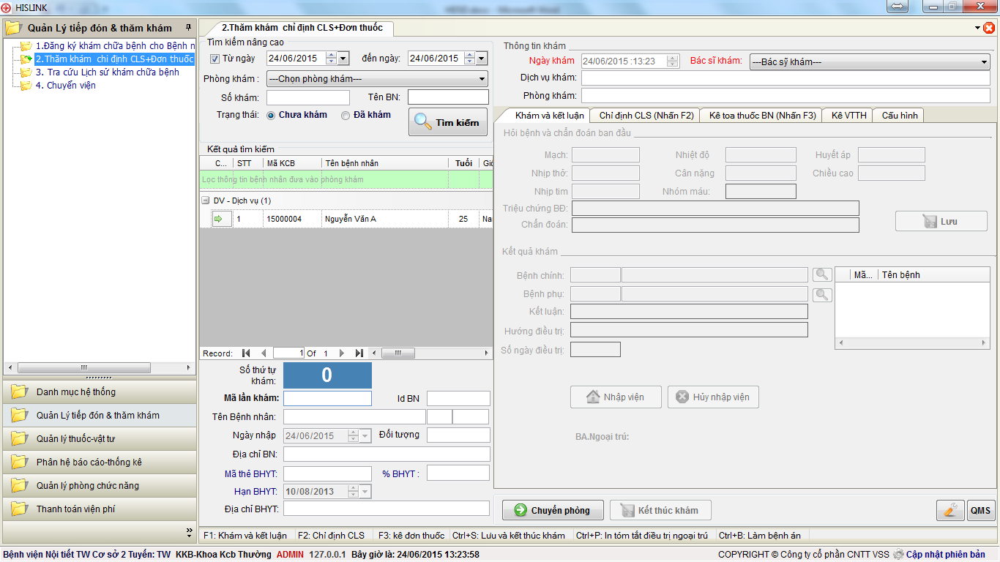 HISLINK
Quản Lý tiếp đón & thăm khám
1.Đăng ký khám chữa bệnh cho Bệnh n
2.Thăm khám chỉ định CLS+Đơn thuốc
3. Tra cứu Lịch sử khám chữa bệnh
4. Chuyển viện
Danh mục hệ thống
Quản Lý tiếp đón & thăm khám
Quản lý thuốc-vật tư
Phân hệ báo cáo-thống kê
Quản lý phòng chức năng
Thanh toán viện phí
2.Thăm khám chỉ định CLS+Đơn thuốc
Tìm kiếm nâng cao
Từ ngày 24/06/2015 đến ngày: 24/06/2015
Phòng khám : ---Chọn phòng khám---
Số khám: Tên BN:
Trạng thái: Chưa khám Đã khám
Tìm kiếm
Kết quả tìm kiếm
C... STT Mã KCB Tên bệnh nhân Tuổi Giớ
Lọc thông tin bệnh nhân đưa vào phòng khám
DV - Dịch vụ (1)
1 15000004 Nguyễn Văn A 25 Nam
Record: 1 Of 1
Số thứ tự khám: 0
Mã lần khám: Id BN
Tên Bệnh nhân:
Ngày nhập 24/06/2015 Đối tượng
Địa chỉ BN:
Mã thẻ BHYT: % BHYT :
Hạn BHYT: 10/08/2013
Địa chỉ BHYT:
Thông tin khám
Ngày khám 24/06/2015 :13:23 Bác sĩ khám: ---Bác sỹ khám---
Dịch vụ khám:
Phòng khám:
Khám và kết luận Chỉ định CLS (Nhấn F2) Kê toa thuốc BN (Nhấn F3) Kê VTTH Cấu hình
Hỏi bệnh và chẩn đoán ban đầu
Mạch: Nhiệt độ Huyết áp
Nhịp thở: Cân nặng Chiều cao
Nhịp tim Nhóm máu:
Triệu chứng BĐ:
Chẩn đoán:
Lưu
Kết quả khám
Bệnh chính:
Bệnh phụ:
Kết luận:
Hướng điều trị:
Số ngày điều trị:
Mã... Tên bệnh
Nhập viện Hủy nhập viện
BA.Ngoại trú:
Chuyển phòng Kết thúc khám QMS
F1: Khám và kết luận F2: Chỉ định CLS F3: kê đơn thuốc Ctrl+S: Lưu và kết thúc khám Ctrl+P: In tóm tắt điều trị ngoại trú Ctrl+B: Làm bệnh án
Bệnh viện Nội tiết TW Cơ sở 2 Tuyến: TW KKB-Khoa Kcb Thường ADMIN 127.0.0.1 Bây giờ là: 24/06/2015 13:23:58 COPYRIGHT © Công ty cổ phần CNTT VSS Cập nhật phiên bản